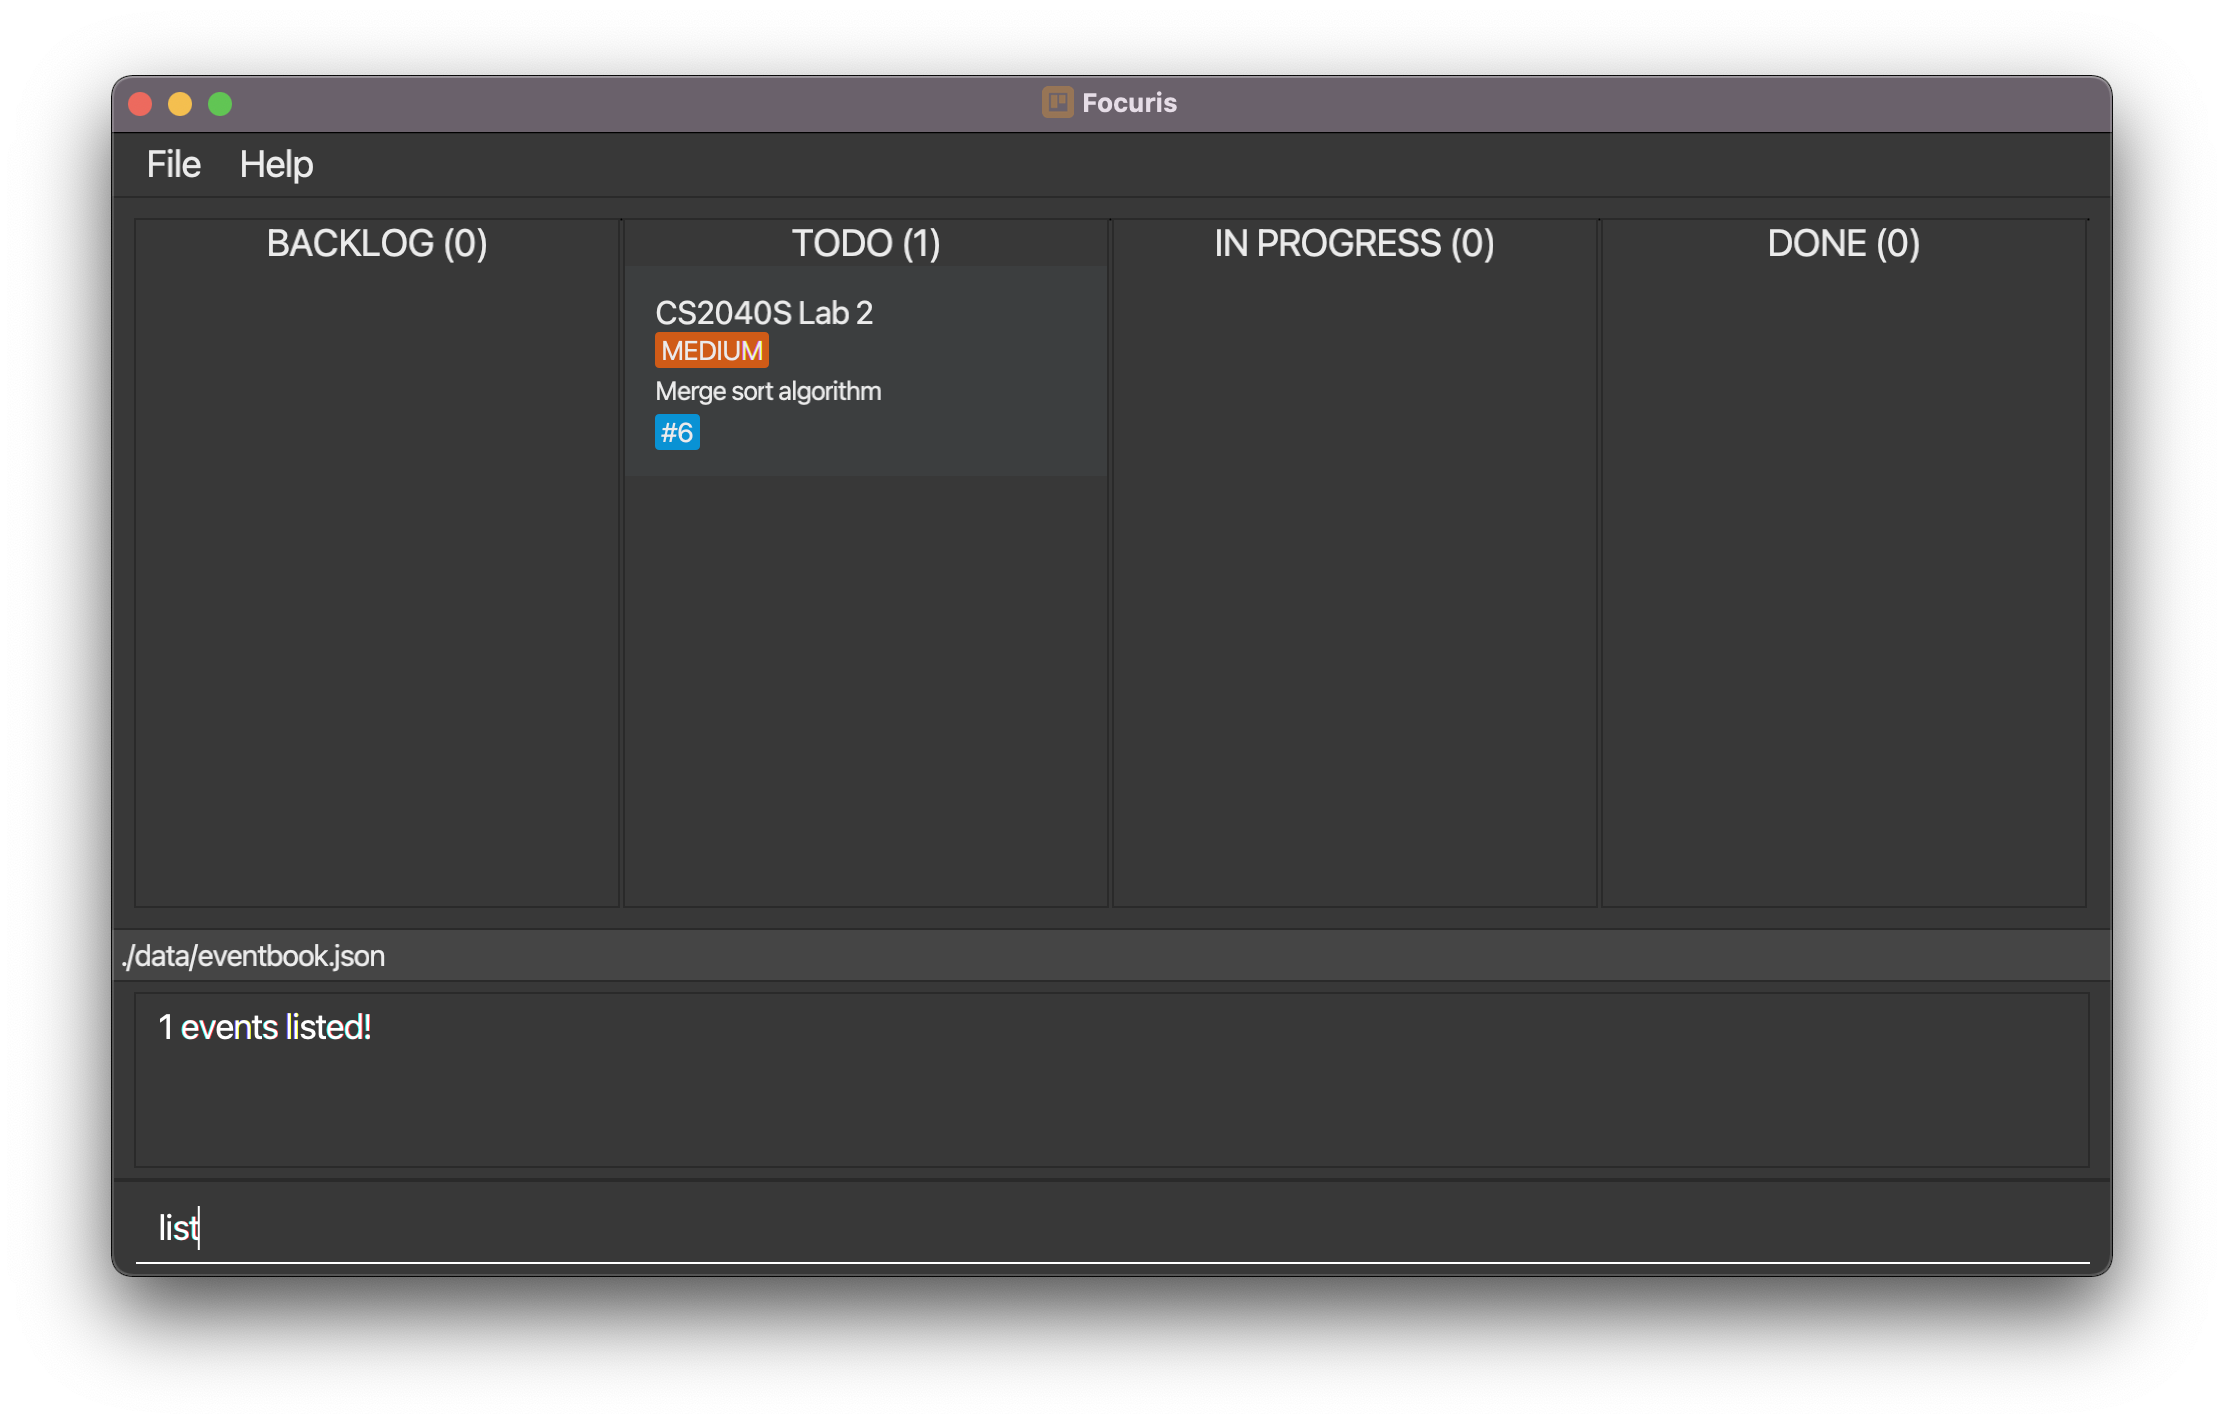 Focuris
File Help
BACKLOG (0)
TODO (1)
CS2040S Lab 2
MEDIUM
Merge sort algorithm
#6
IN PROGRESS (0)
DONE (0)
./data/eventbook.json
1 events listed!
list